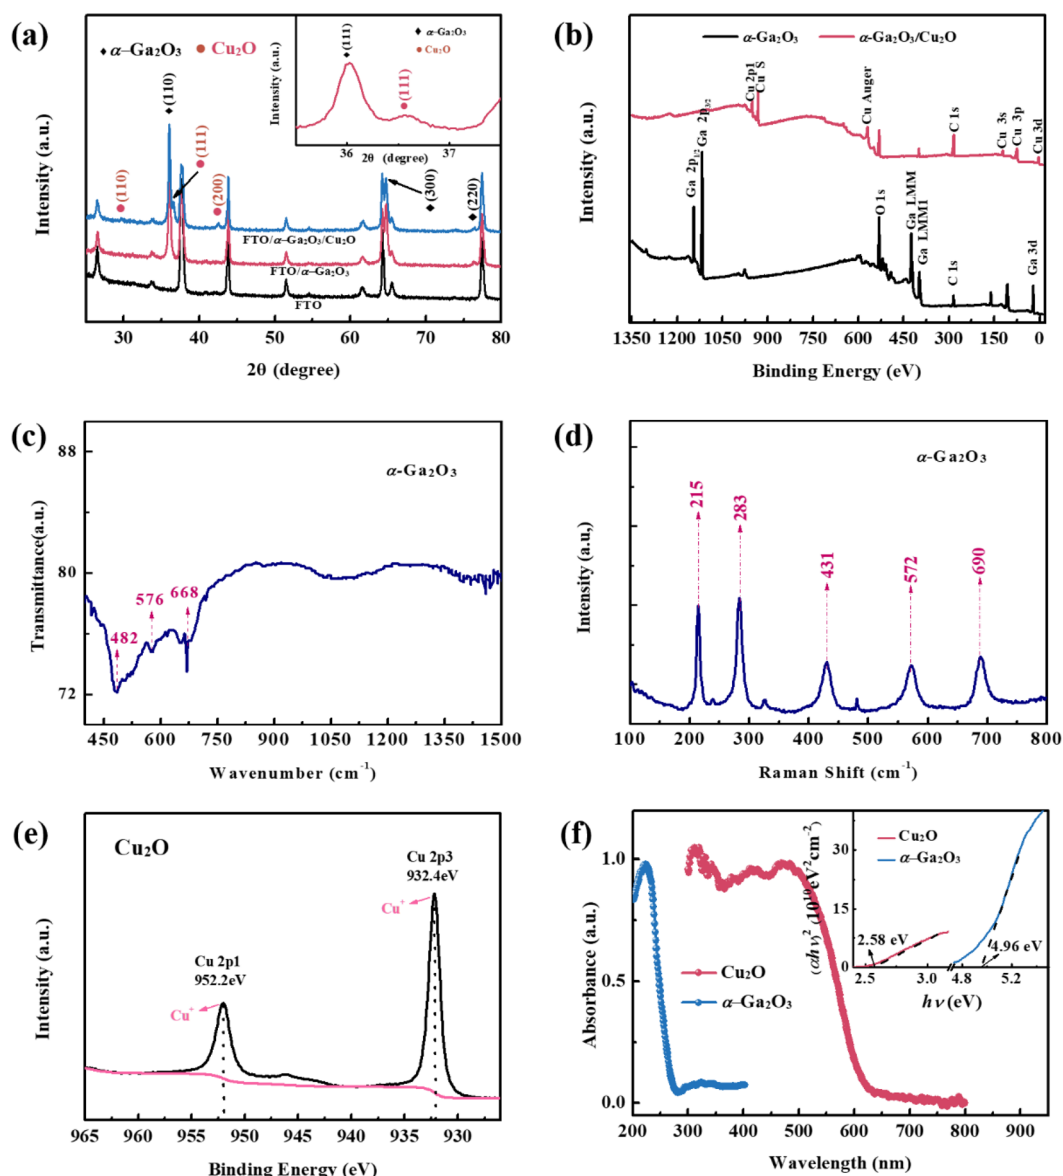 (a)
♦ α–Ga₂O₃ ● Cu₂O
♦(110)
●(111)
●(110)
●(200)
♦(300)
♦(220)
FTO/α–Ga₂O₃/Cu₂O
FTO/α–Ga₂O₃
FTO
Intensity (a.u.)
30 40 50 60 70 80
2θ (degree)
♦ α–Ga₂O₃
● Cu₂O
♦(111)
●(111)
Intensity (a.u.)
36 37
2θ (degree)
(b)
α-Ga₂O₃ α-Ga₂O₃/Cu₂O
Cu 2p1
Cu S
Cu Auger
C 1s
Cu 3s
Cu 3p
Cu 3d
Ga 2p1/2
Ga 2p3/2
O 1s
Ga LMM
Ga LMM1
C 1s
Ga 3d
Intensity (a.u.)
1350 1150 930 750 600 450 300 150 0
Binding Energy (eV)
(c)
α-Ga₂O₃
88
80
72
482
576
668
Transmittance(a.u.)
450 600 750 900 1050 1200 1350 1500
Wavenumber (cm⁻¹)
(d)
α-Ga₂O₃
215
283
431
572
690
Intensity (a.u,)
100 200 300 400 500 600 700 800
Raman Shift (cm⁻¹)
(e)
Cu₂O
Cu 2p3
932.4eV
Cu⁺
Cu 2p1
952.2eV
Cu⁺
Intensity (a.u.)
965 960 955 950 945 940 935 930
Binding Energy (eV)
(f)
Cu₂O
α–Ga₂O₃
1.0
0.5
0.0
Absorbance (a.u.)
200 300 400 500 600 700 800 900
Wavelength (nm)
Cu₂O
α–Ga₂O₃
30
15
0
(αhν)² (10¹⁰eV²cm⁻²)
2.58 eV
4.96 eV
2.5 3.0 4.8 5.2
hν (eV)